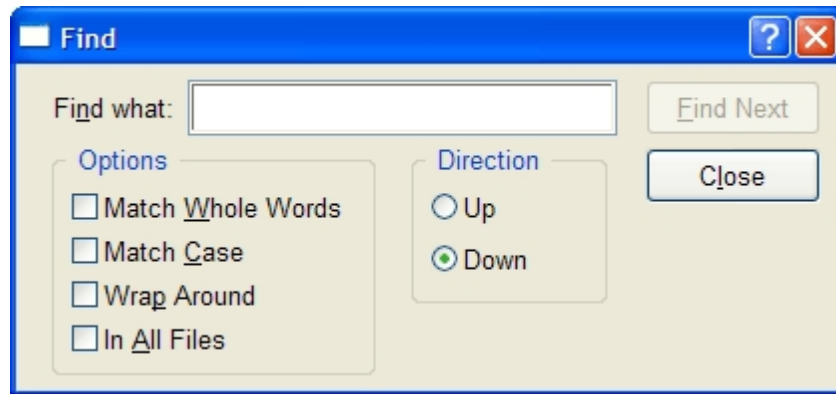 Find
Find what:
Find Next
Options
Direction
Close
Match Whole Words
Up
Match Case
Down
Wrap Around
In All Files